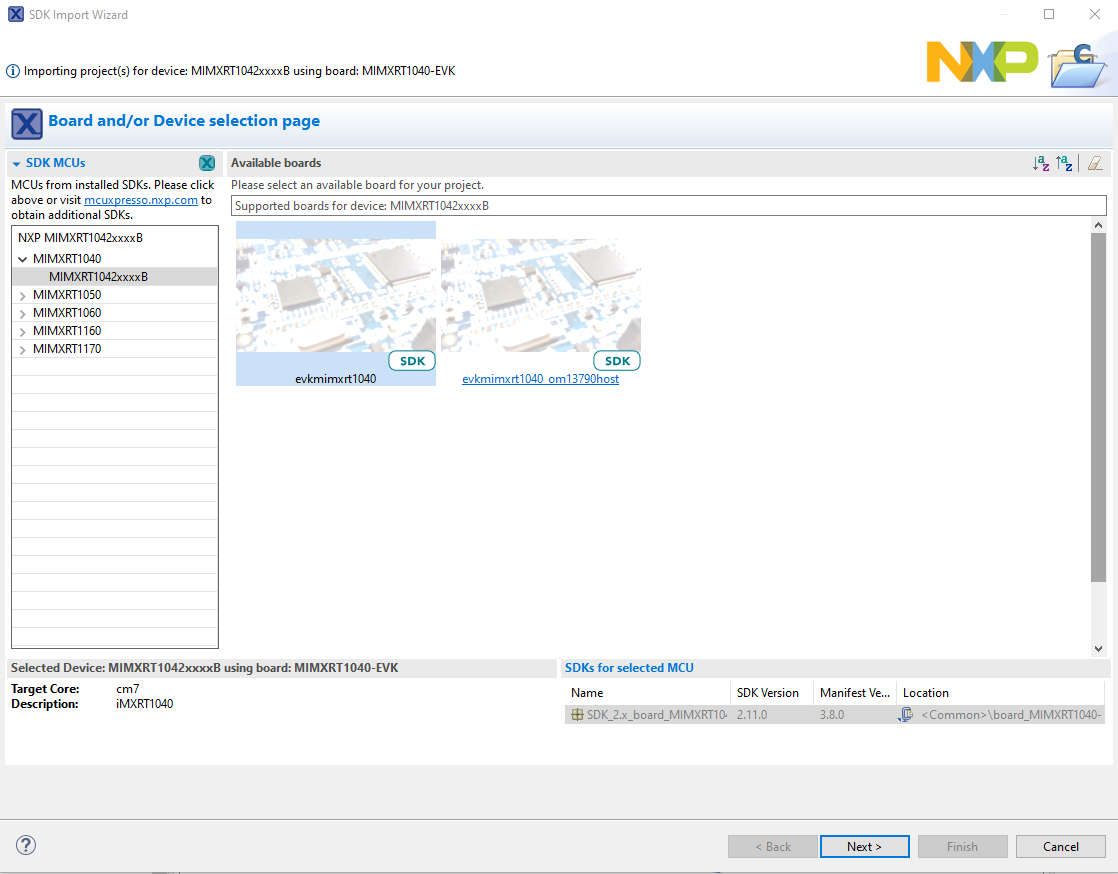 SDK Import Wizard
Importing project(s) for device: MIMXRT1042xxxxB using board: MIMXRT1040-EVK
NXP
C
Board and/or Device selection page
SDK MCUs
MCUs from installed SDKs. Please click
above or visit mcuxpresso.nxp.com to
obtain additional SDKs.
NXP MIMXRT1042xxxxB
MIMXRT1040
MIMXRT1042xxxxB
MIMXRT1050
MIMXRT1060
MIMXRT1160
MIMXRT1170
Available boards
Please select an available board for your project.
Supported boards for device: MIMXRT1042xxxxB
SDK
evkmimxrt1040
SDK
evkmimxrt1040_om13790host
Selected Device: MIMXRT1042xxxxB using board: MIMXRT1040-EVK
Target Core: cm7
Description: iMXRT1040
SDKs for selected MCU
Name SDK Version Manifest Ve... Location
SDK_2.x_board_MIMXRT10 2.11.0 3.8.0 <Common>\board_MIMXRT1040-
< Back Next > Finish Cancel